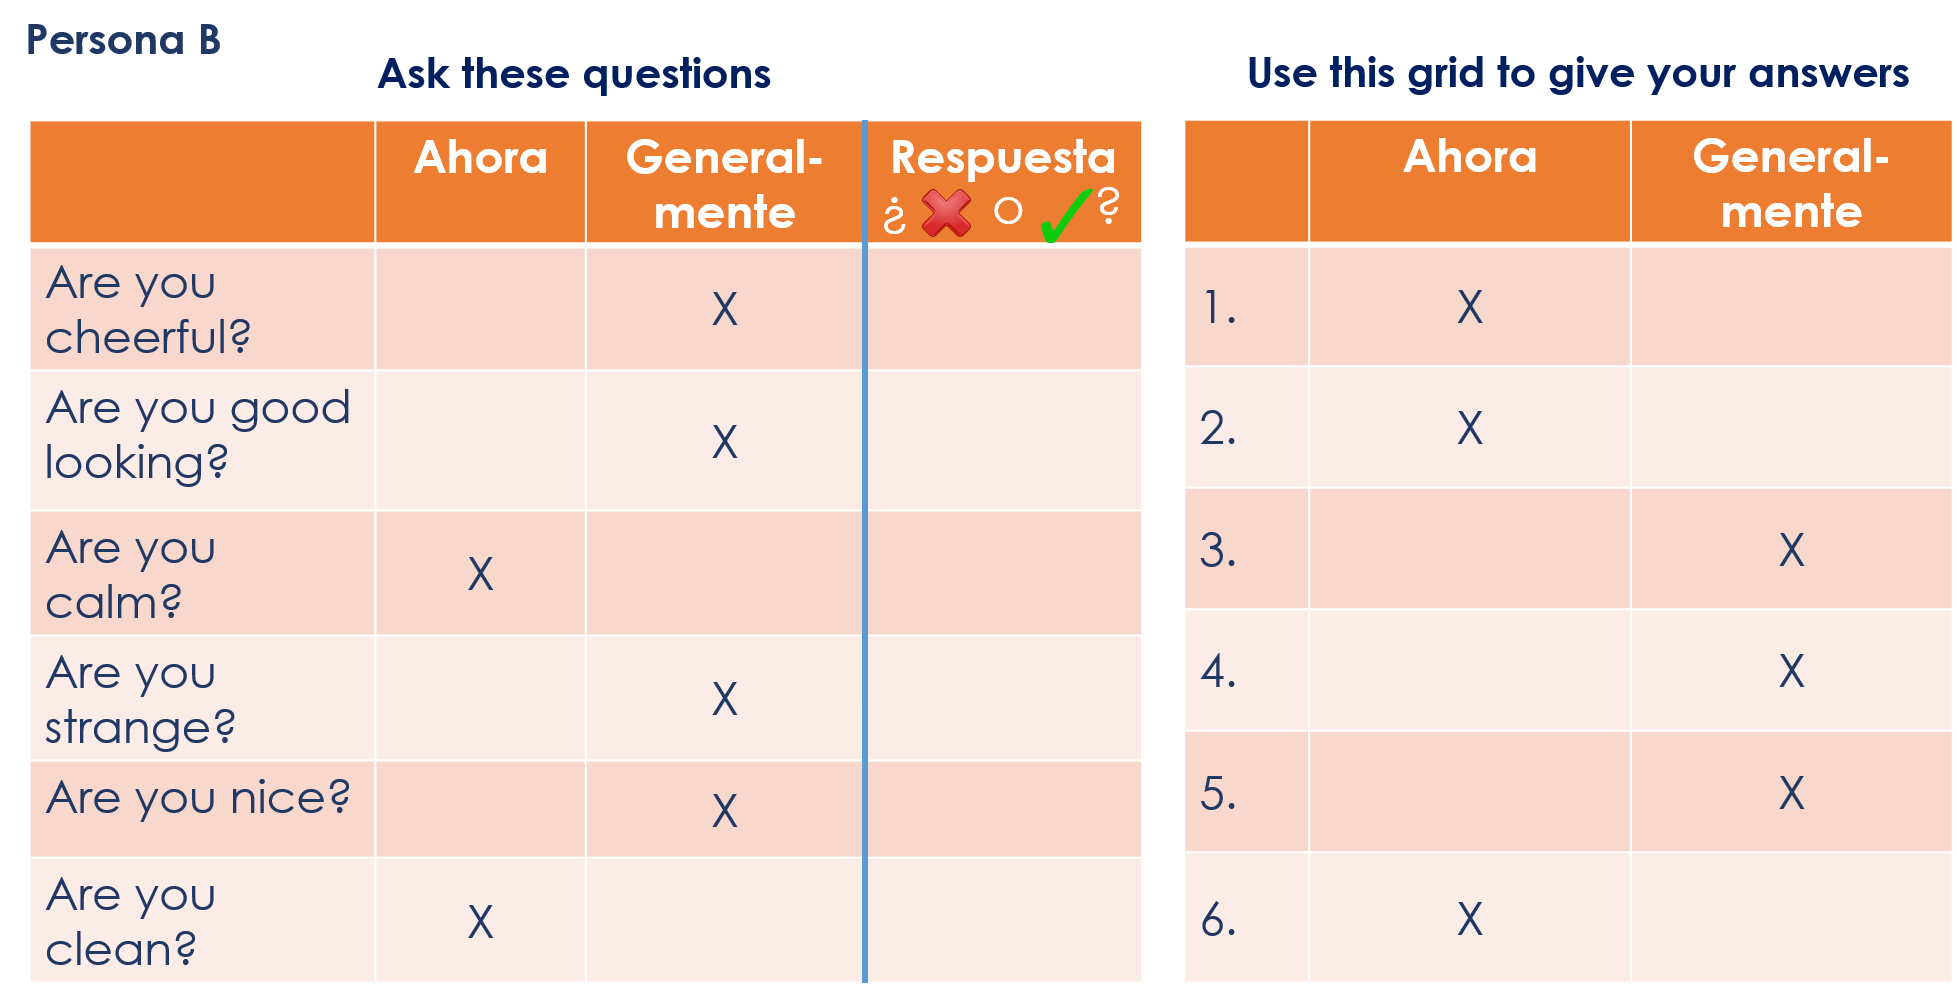 Persona B
Ask these questions
Ahora
General-
mente
Respuesta
¿ o ?
Are you
cheerful?
X
Are you good
looking?
X
Are you
calm?
X
Are you
strange?
X
Are you nice?
X
Are you
clean?
X
Use this grid to give your answers
Ahora
General-
mente
1. X
2. X
3. X
4. X
5. X
6. X